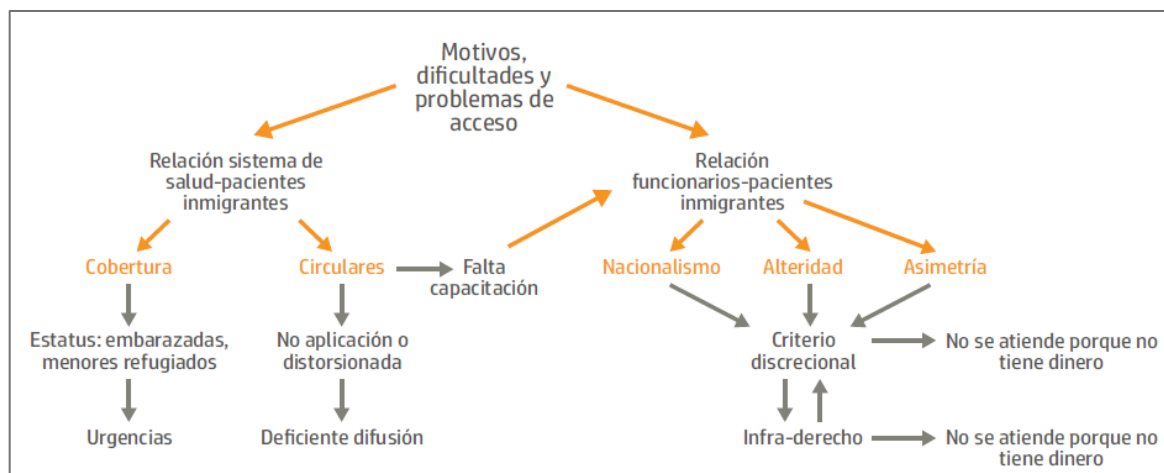 Motivos,
dificultades y
problemas de
acceso
Relación sistema de
salud-pacientes
inmigrantes
Relación
funcionarios-pacientes
inmigrantes
Cobertura
Circulares
Falta
capacitación
Nacionalismo
Alteridad
Asimetría
Estatus: embarazadas,
menores refugiados
No aplicación o
distorsionada
Criterio
discrecional
No se atiende porque no
tiene dinero
Urgencias
Deficiente difusión
Infra-derecho
No se atiende porque no
tiene dinero